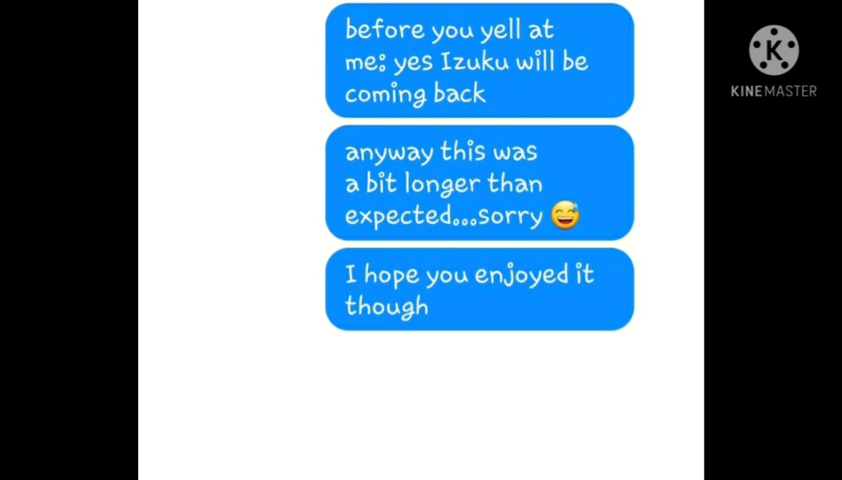 before you yell at
me: yes Izuku will be
coming back
anyway this was
a bit longer than
expected...sorry 😅
I hope you enjoyed it
though
K
KINEMASTER